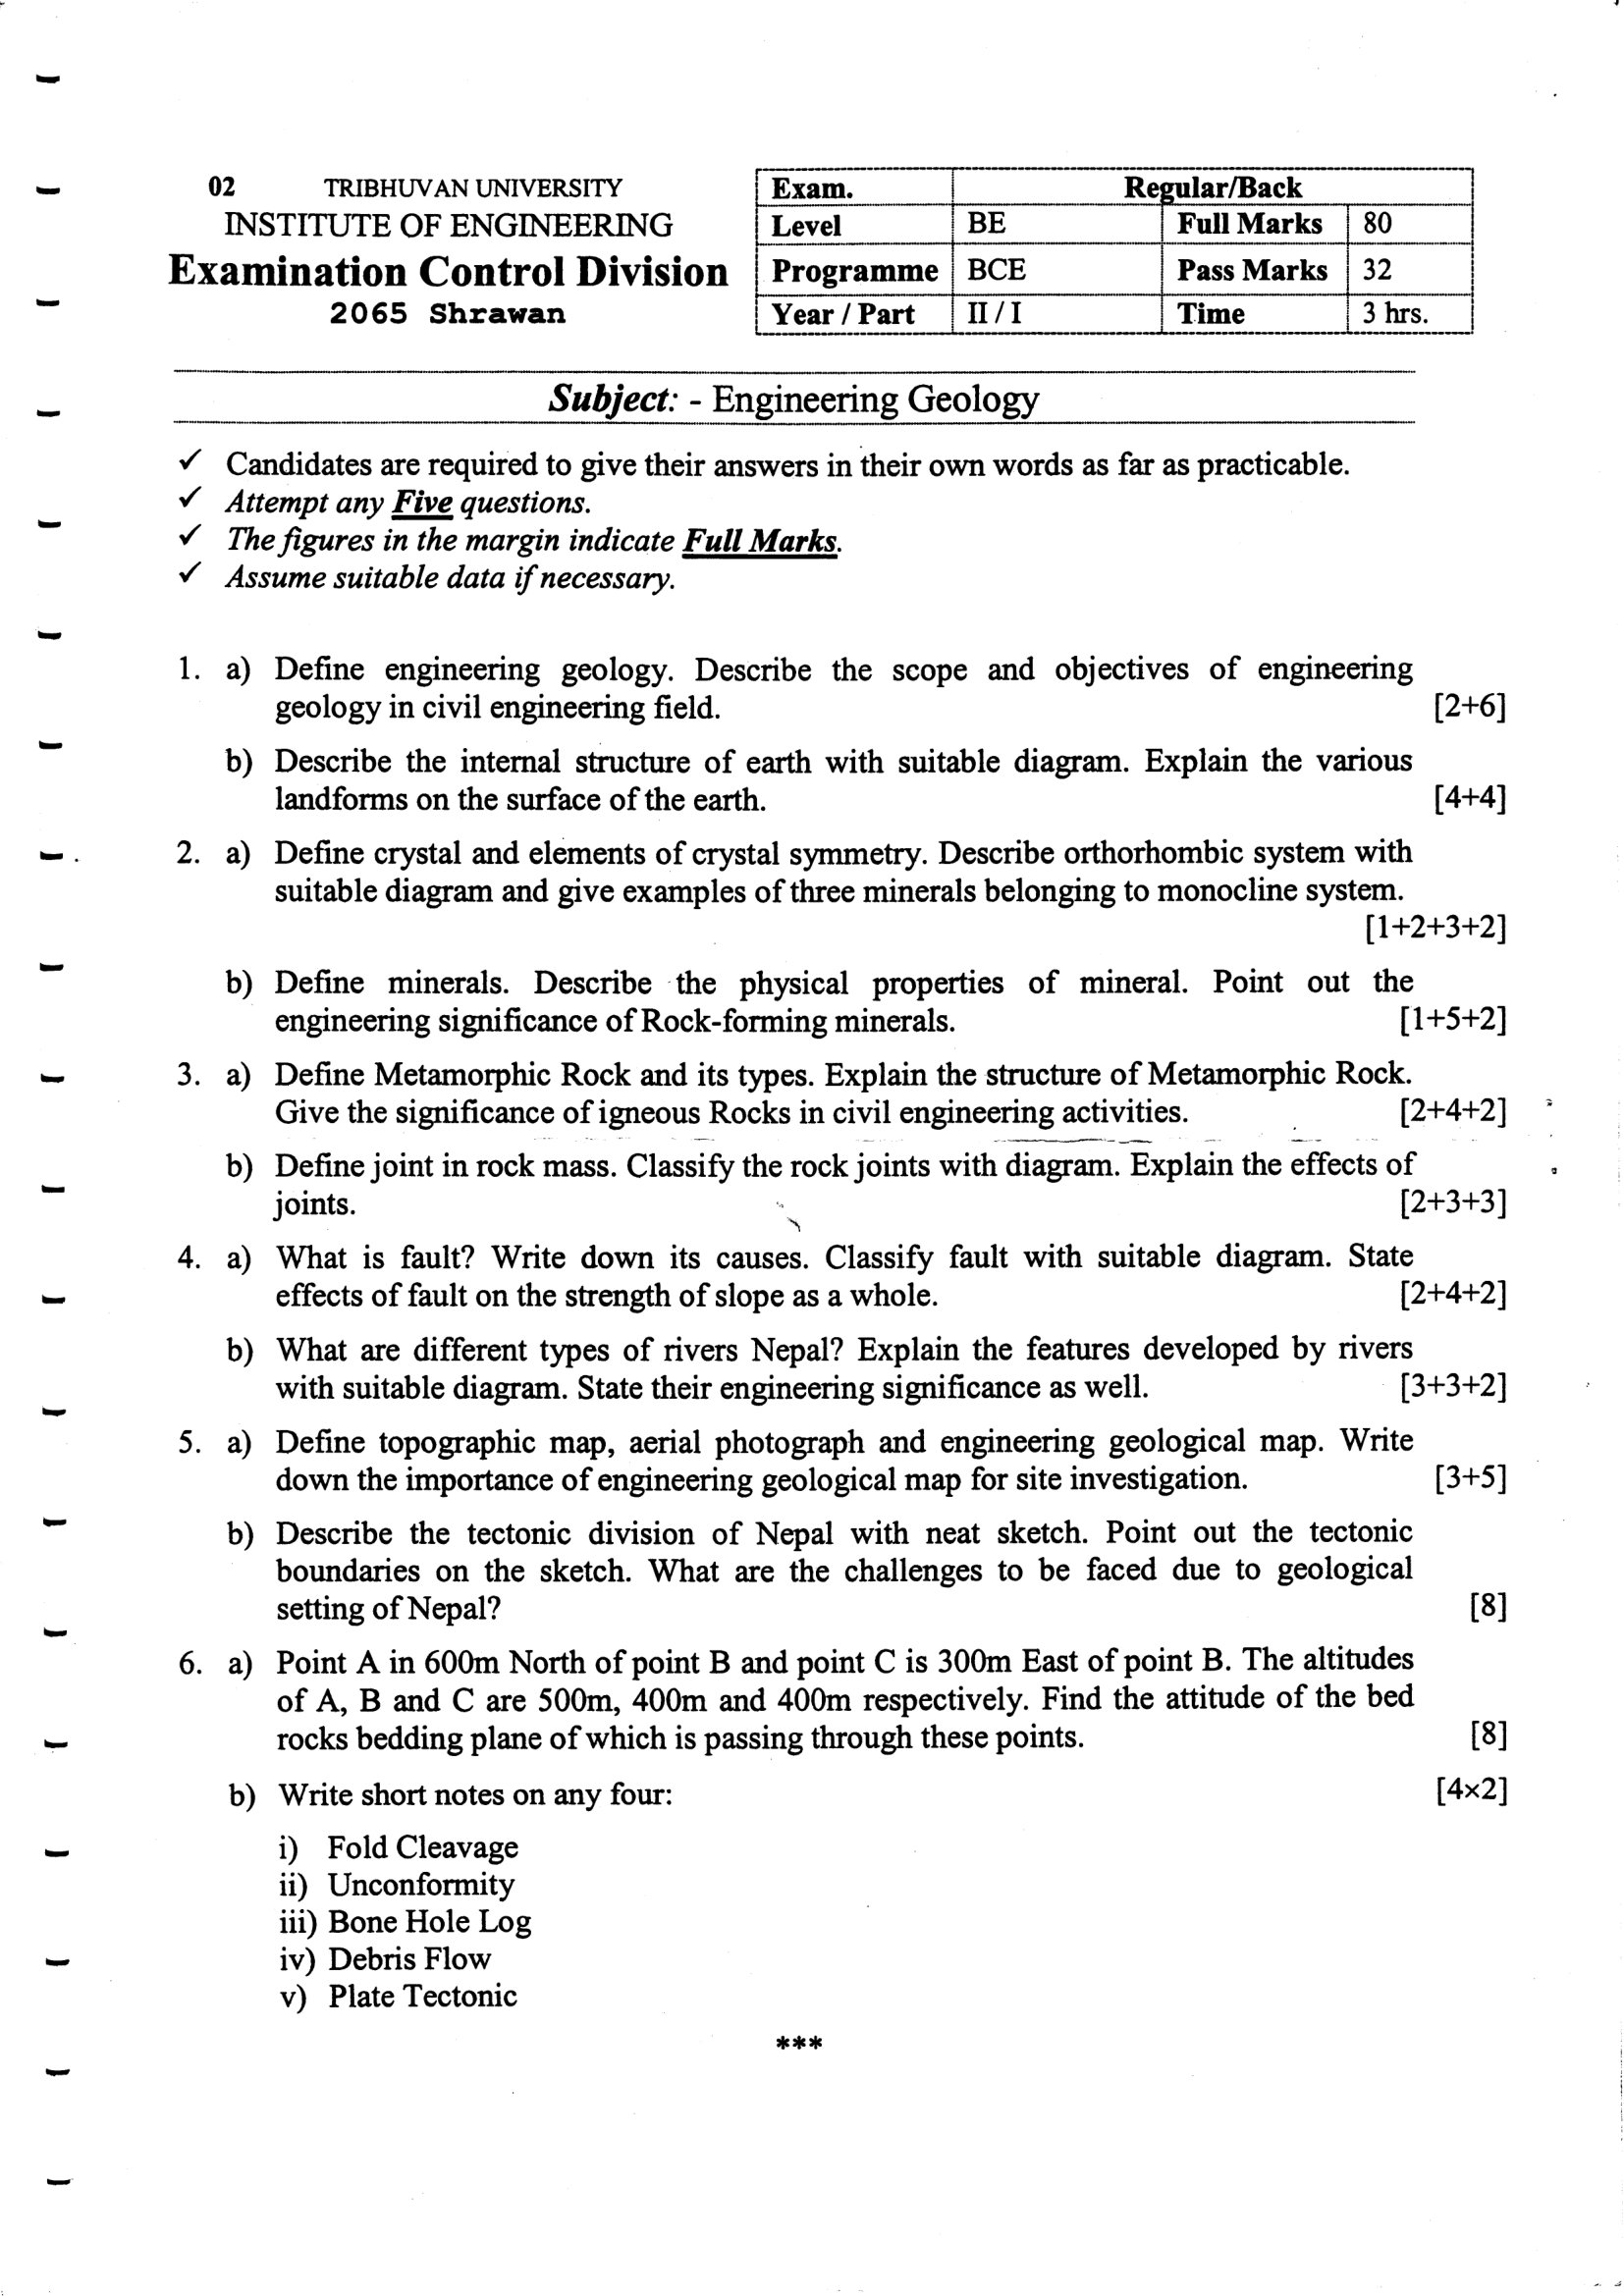 02 TRIBHUVAN UNIVERSITY
INSTITUTE OF ENGINEERING
Examination Control Division
2065 Shrawan
Exam. Regular/Back
Level BE Full Marks 80
Programme BCE Pass Marks 32
Year / Part II / I Time 3 hrs.
Subject: - Engineering Geology
✓ Candidates are required to give their answers in their own words as far as practicable.
✓ Attempt any Five questions.
✓ The figures in the margin indicate Full Marks.
✓ Assume suitable data if necessary.
1. a) Define engineering geology. Describe the scope and objectives of engineering
geology in civil engineering field. [2+6]
b) Describe the internal structure of earth with suitable diagram. Explain the various
landforms on the surface of the earth. [4+4]
2. a) Define crystal and elements of crystal symmetry. Describe orthorhombic system with
suitable diagram and give examples of three minerals belonging to monocline system.
[1+2+3+2]
b) Define minerals. Describe the physical properties of mineral. Point out the
engineering significance of Rock-forming minerals. [1+5+2]
3. a) Define Metamorphic Rock and its types. Explain the structure of Metamorphic Rock.
Give the significance of igneous Rocks in civil engineering activities. [2+4+2]
b) Define joint in rock mass. Classify the rock joints with diagram. Explain the effects of
joints. [2+3+3]
4. a) What is fault? Write down its causes. Classify fault with suitable diagram. State
effects of fault on the strength of slope as a whole. [2+4+2]
b) What are different types of rivers Nepal? Explain the features developed by rivers
with suitable diagram. State their engineering significance as well. [3+3+2]
5. a) Define topographic map, aerial photograph and engineering geological map. Write
down the importance of engineering geological map for site investigation. [3+5]
b) Describe the tectonic division of Nepal with neat sketch. Point out the tectonic
boundaries on the sketch. What are the challenges to be faced due to geological
setting of Nepal? [8]
6. a) Point A in 600m North of point B and point C is 300m East of point B. The altitudes
of A, B and C are 500m, 400m and 400m respectively. Find the attitude of the bed
rocks bedding plane of which is passing through these points. [8]
b) Write short notes on any four: [4×2]
i) Fold Cleavage
ii) Unconformity
iii) Bone Hole Log
iv) Debris Flow
v) Plate Tectonic
***